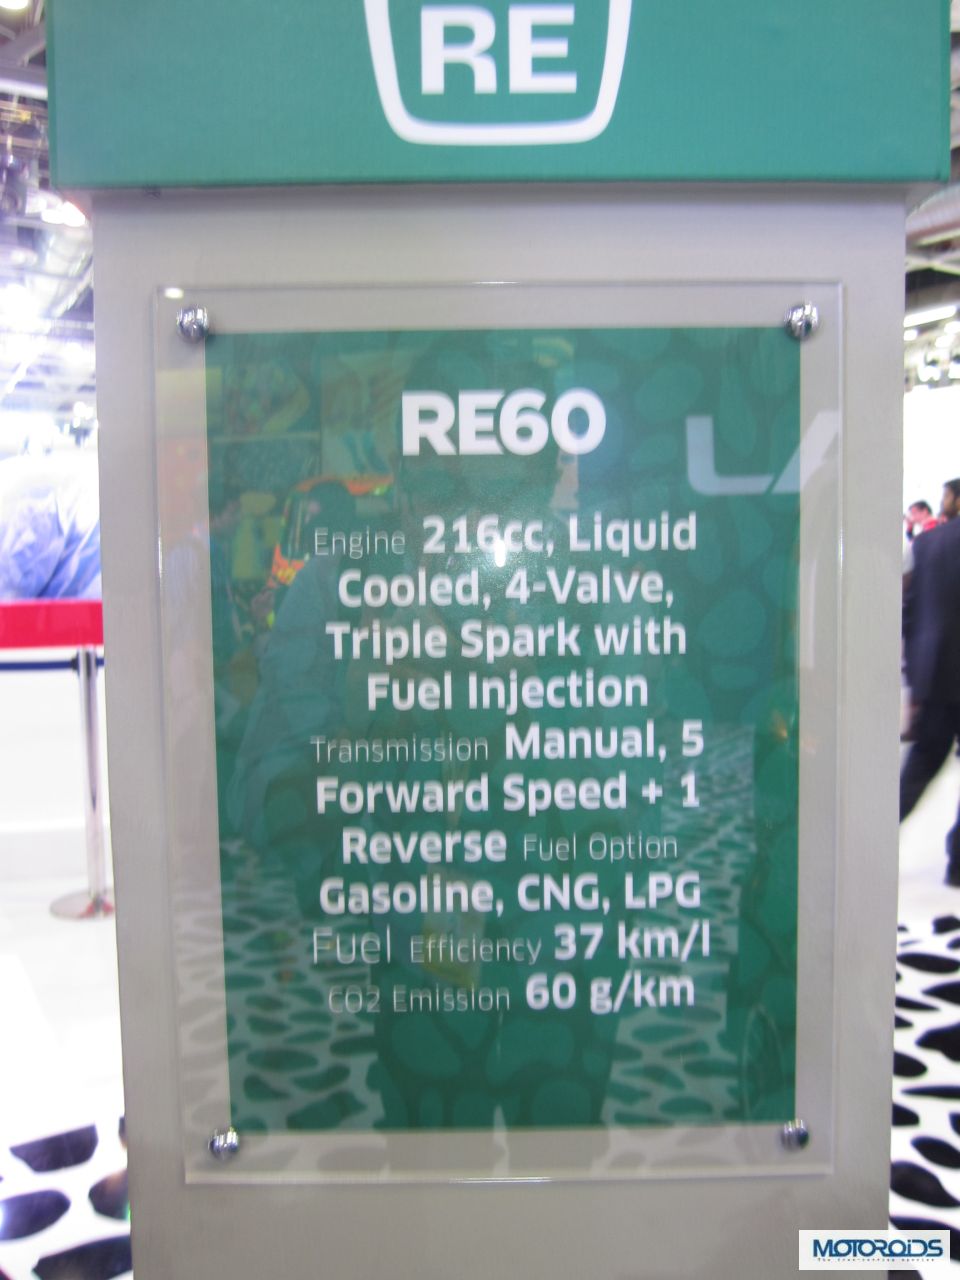 RE
RE60
Engine 216cc, Liquid
Cooled, 4-Valve,
Triple Spark with
Fuel Injection
Transmission Manual, 5
Forward Speed + 1
Reverse Fuel Option
Gasoline, CNG, LPG
Fuel Efficiency 37 km/l
CO2 Emission 60 g/km
MOTOROiDS